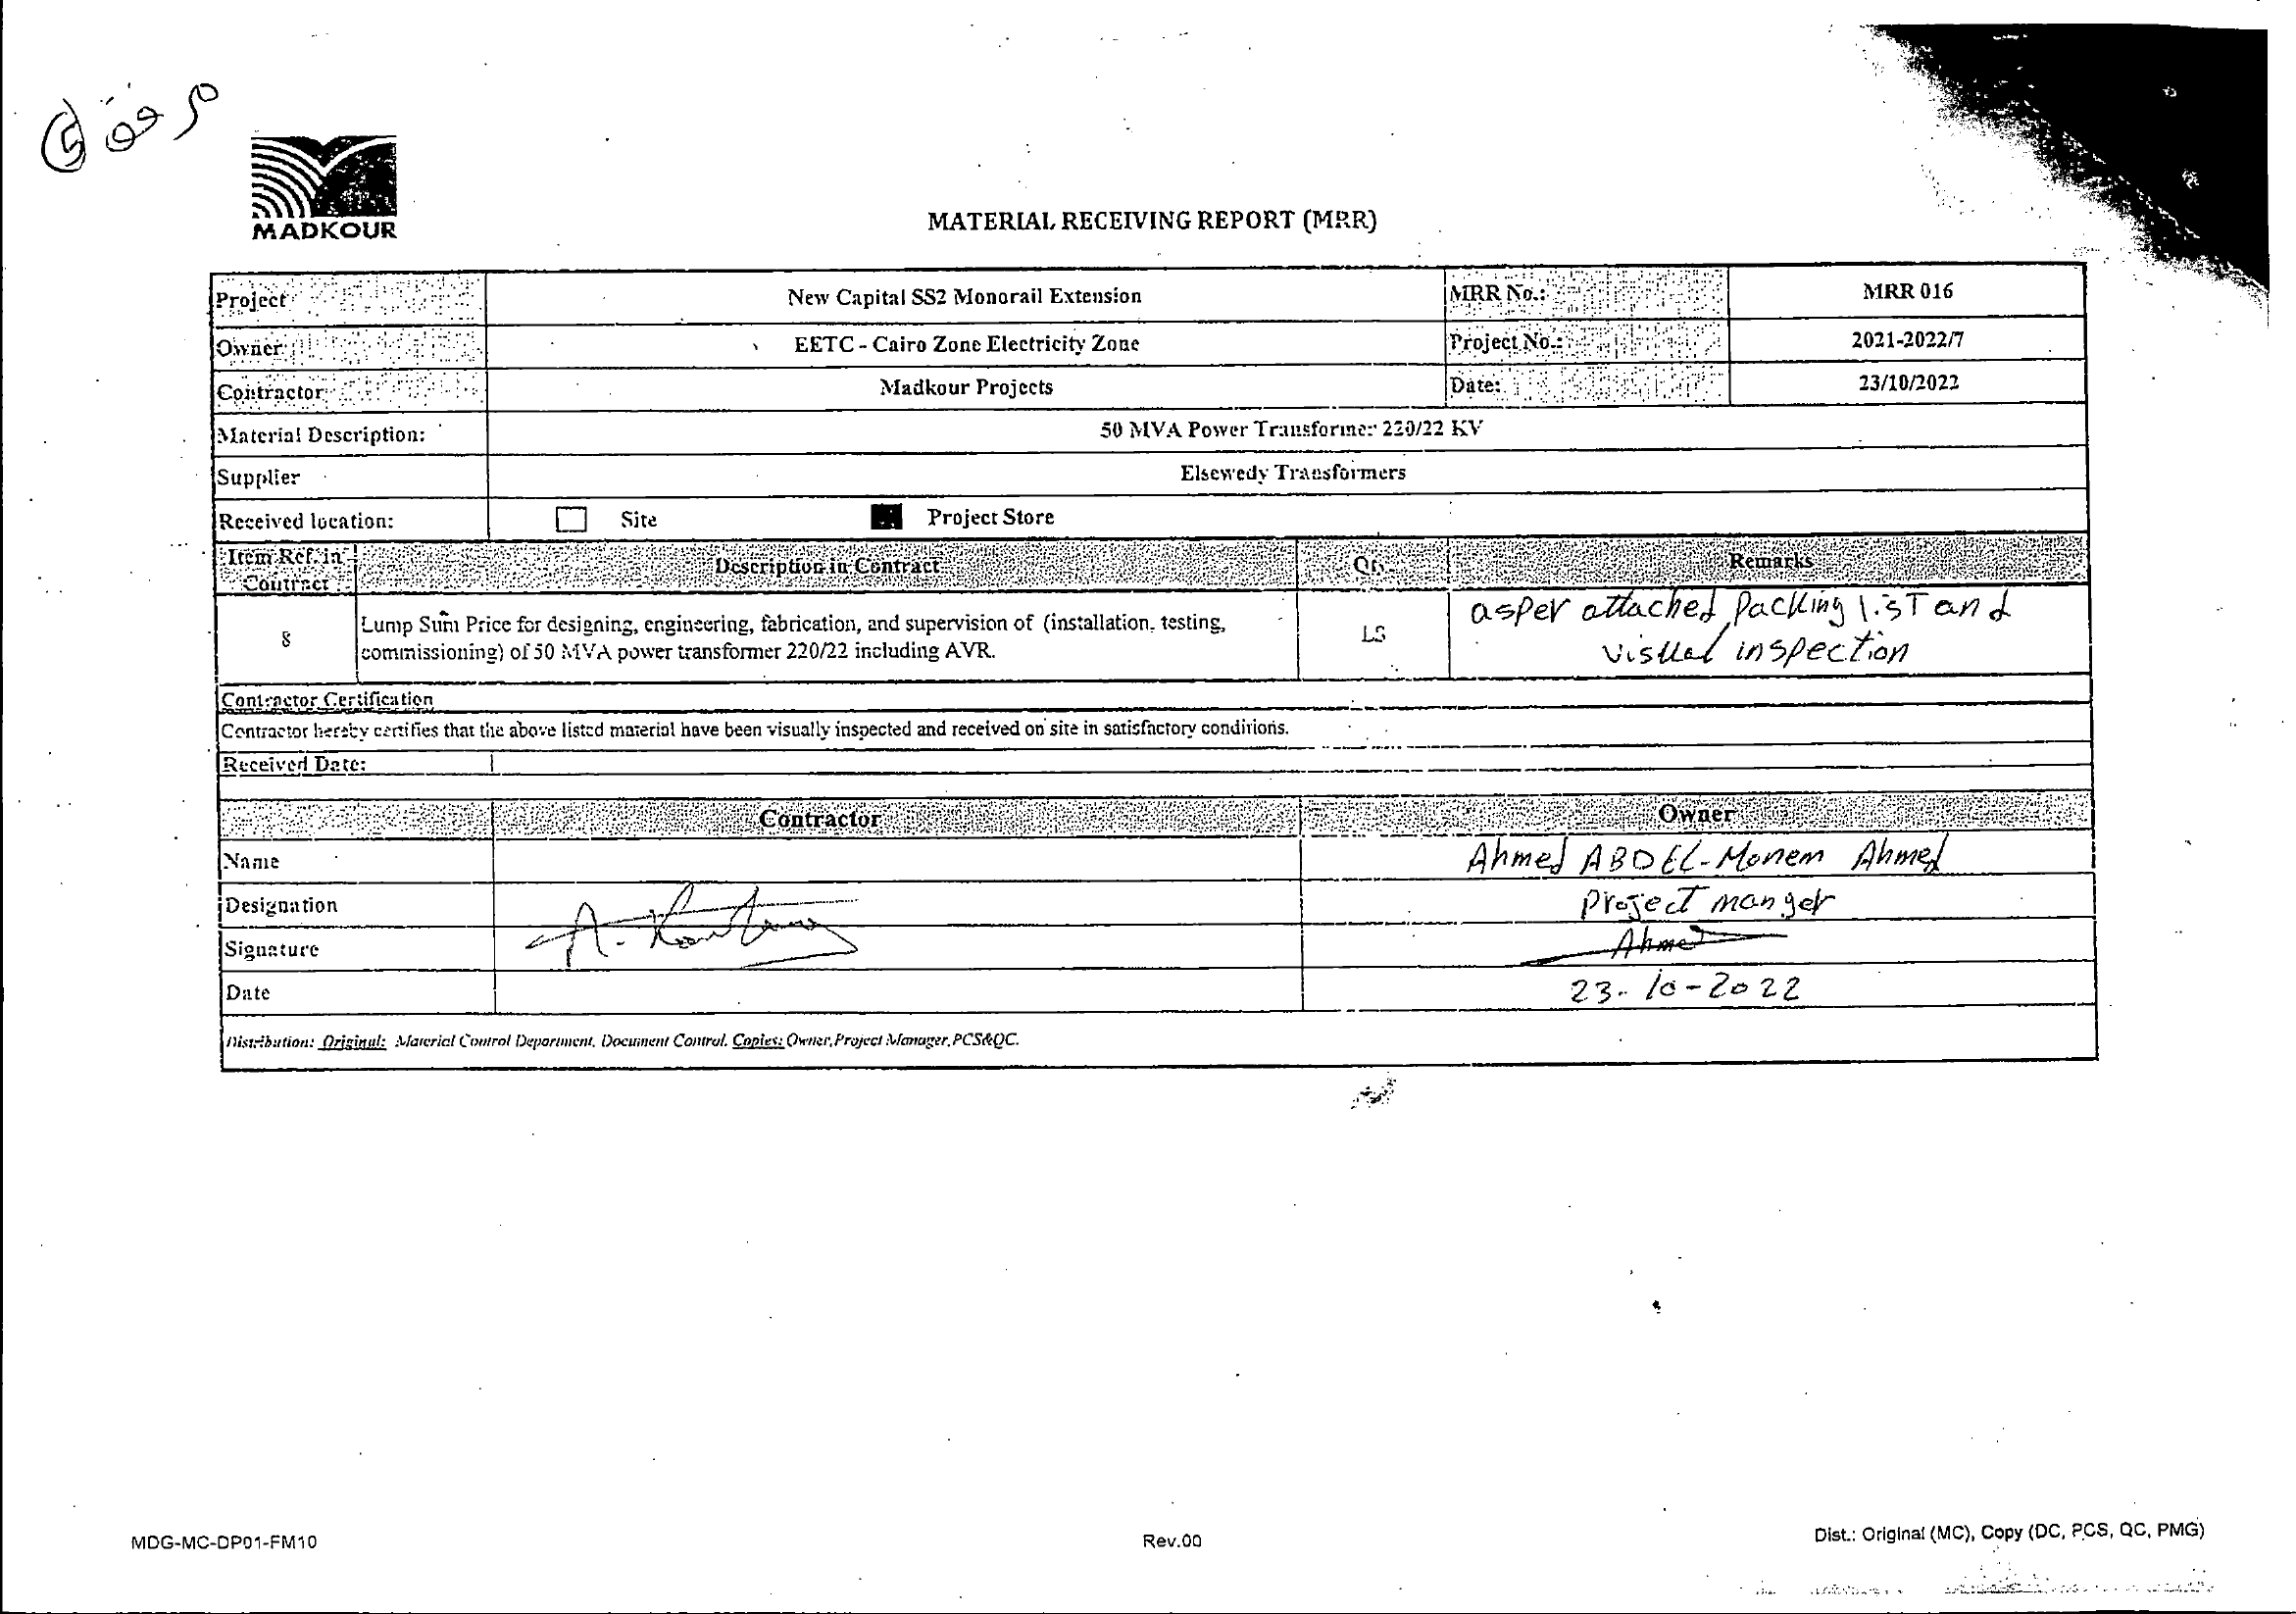 مرفق 5
MADKOUR
MATERIAL RECEIVING REPORT (MRR)
Project New Capital SS2 Monorail Extension MRR No.: MRR 016
Owner EETC - Cairo Zone Electricity Zone Project No.: 2021-2022/7
Contractor Madkour Projects Date: 23/10/2022
Material Description: 50 MVA Power Transformer 220/22 KV
Supplier Elsewedy Transformers
Received location: Site Project Store
Item Ref. in Contract Description in Contract Qty. Remarks
8 Lump Sum Price for designing, engineering, fabrication, and supervision of (installation, testing, commissioning) of 50 MVA power transformer 220/22 including AVR. LS as per attached Packing list and visual inspection
Contractor Certification
Contractor hereby certifies that the above listed material have been visually inspected and received on site in satisfactory conditions.
Received Date:
Contractor Owner
Name Ahmed ABDEL-Monem Ahmed
Designation Project manger
Signature Ahmed
Date 23-10-2022
Distribution: Original: Material Control Department, Document Control. Copies: Owner, Project Manager, PCS&QC.
MDG-MC-DP01-FM10 Rev.00 Dist.: Original (MC), Copy (DC, PCS, QC, PMG)